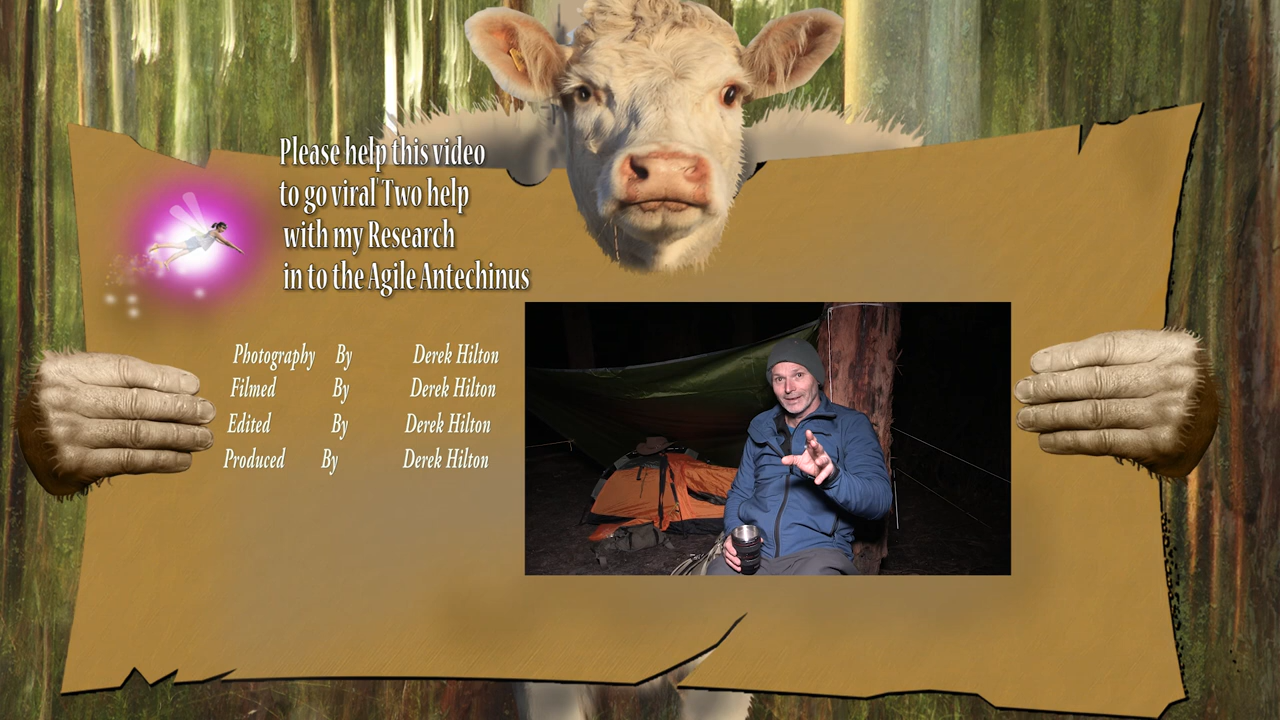 Please help this video
to go viral Two help
with my Research
in to the Agile Antechinus
Photography By Derek Hilton
Filmed By Derek Hilton
Edited By Derek Hilton
Produced By Derek Hilton